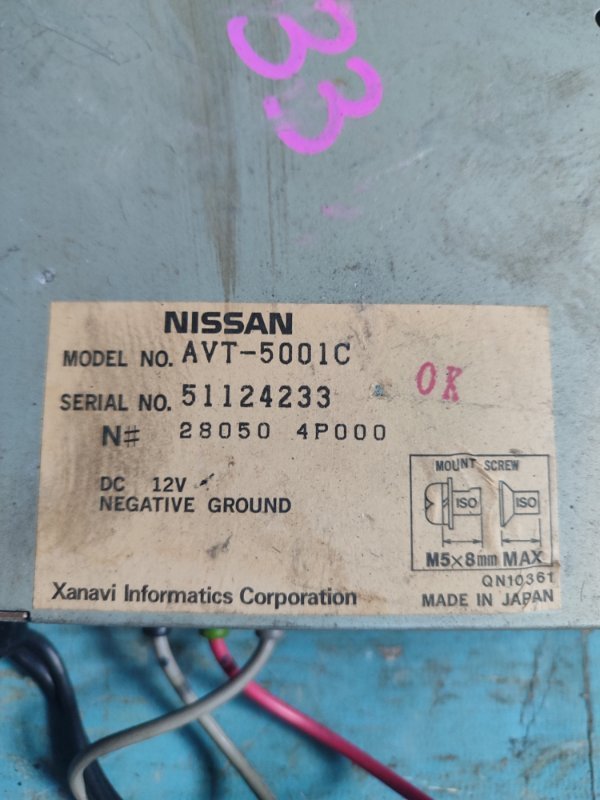 33
NISSAN
MODEL NO. AVT-5001C
OK
SERIAL NO. 51124233
N# 28050 4P000
DC 12V
NEGATIVE GROUND
MOUNT SCREW
ISO ISO
M5×8mm MAX
QN10361
Xanavi Informatics Corporation
MADE IN JAPAN